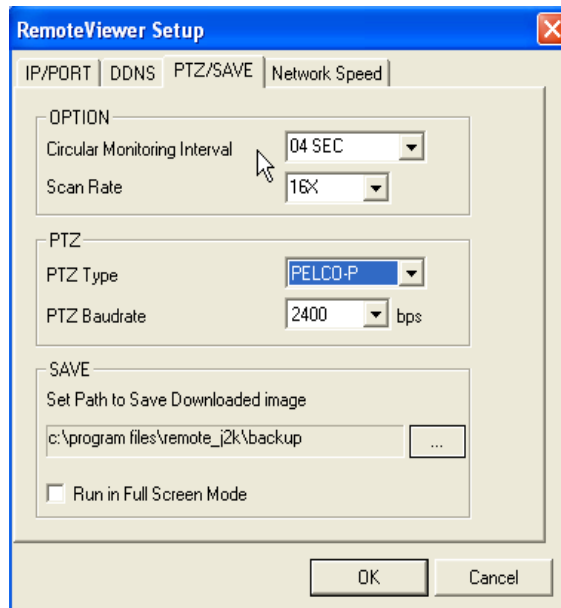 RemoteViewer Setup
IP/PORT DDNS PTZ/SAVE Network Speed
OPTION
Circular Monitoring Interval 04 SEC
Scan Rate 16X
PTZ
PTZ Type PELCO-P
PTZ Baudrate 2400 bps
SAVE
Set Path to Save Downloaded image
c:\program files\remote_j2k\backup ...
Run in Full Screen Mode
OK Cancel